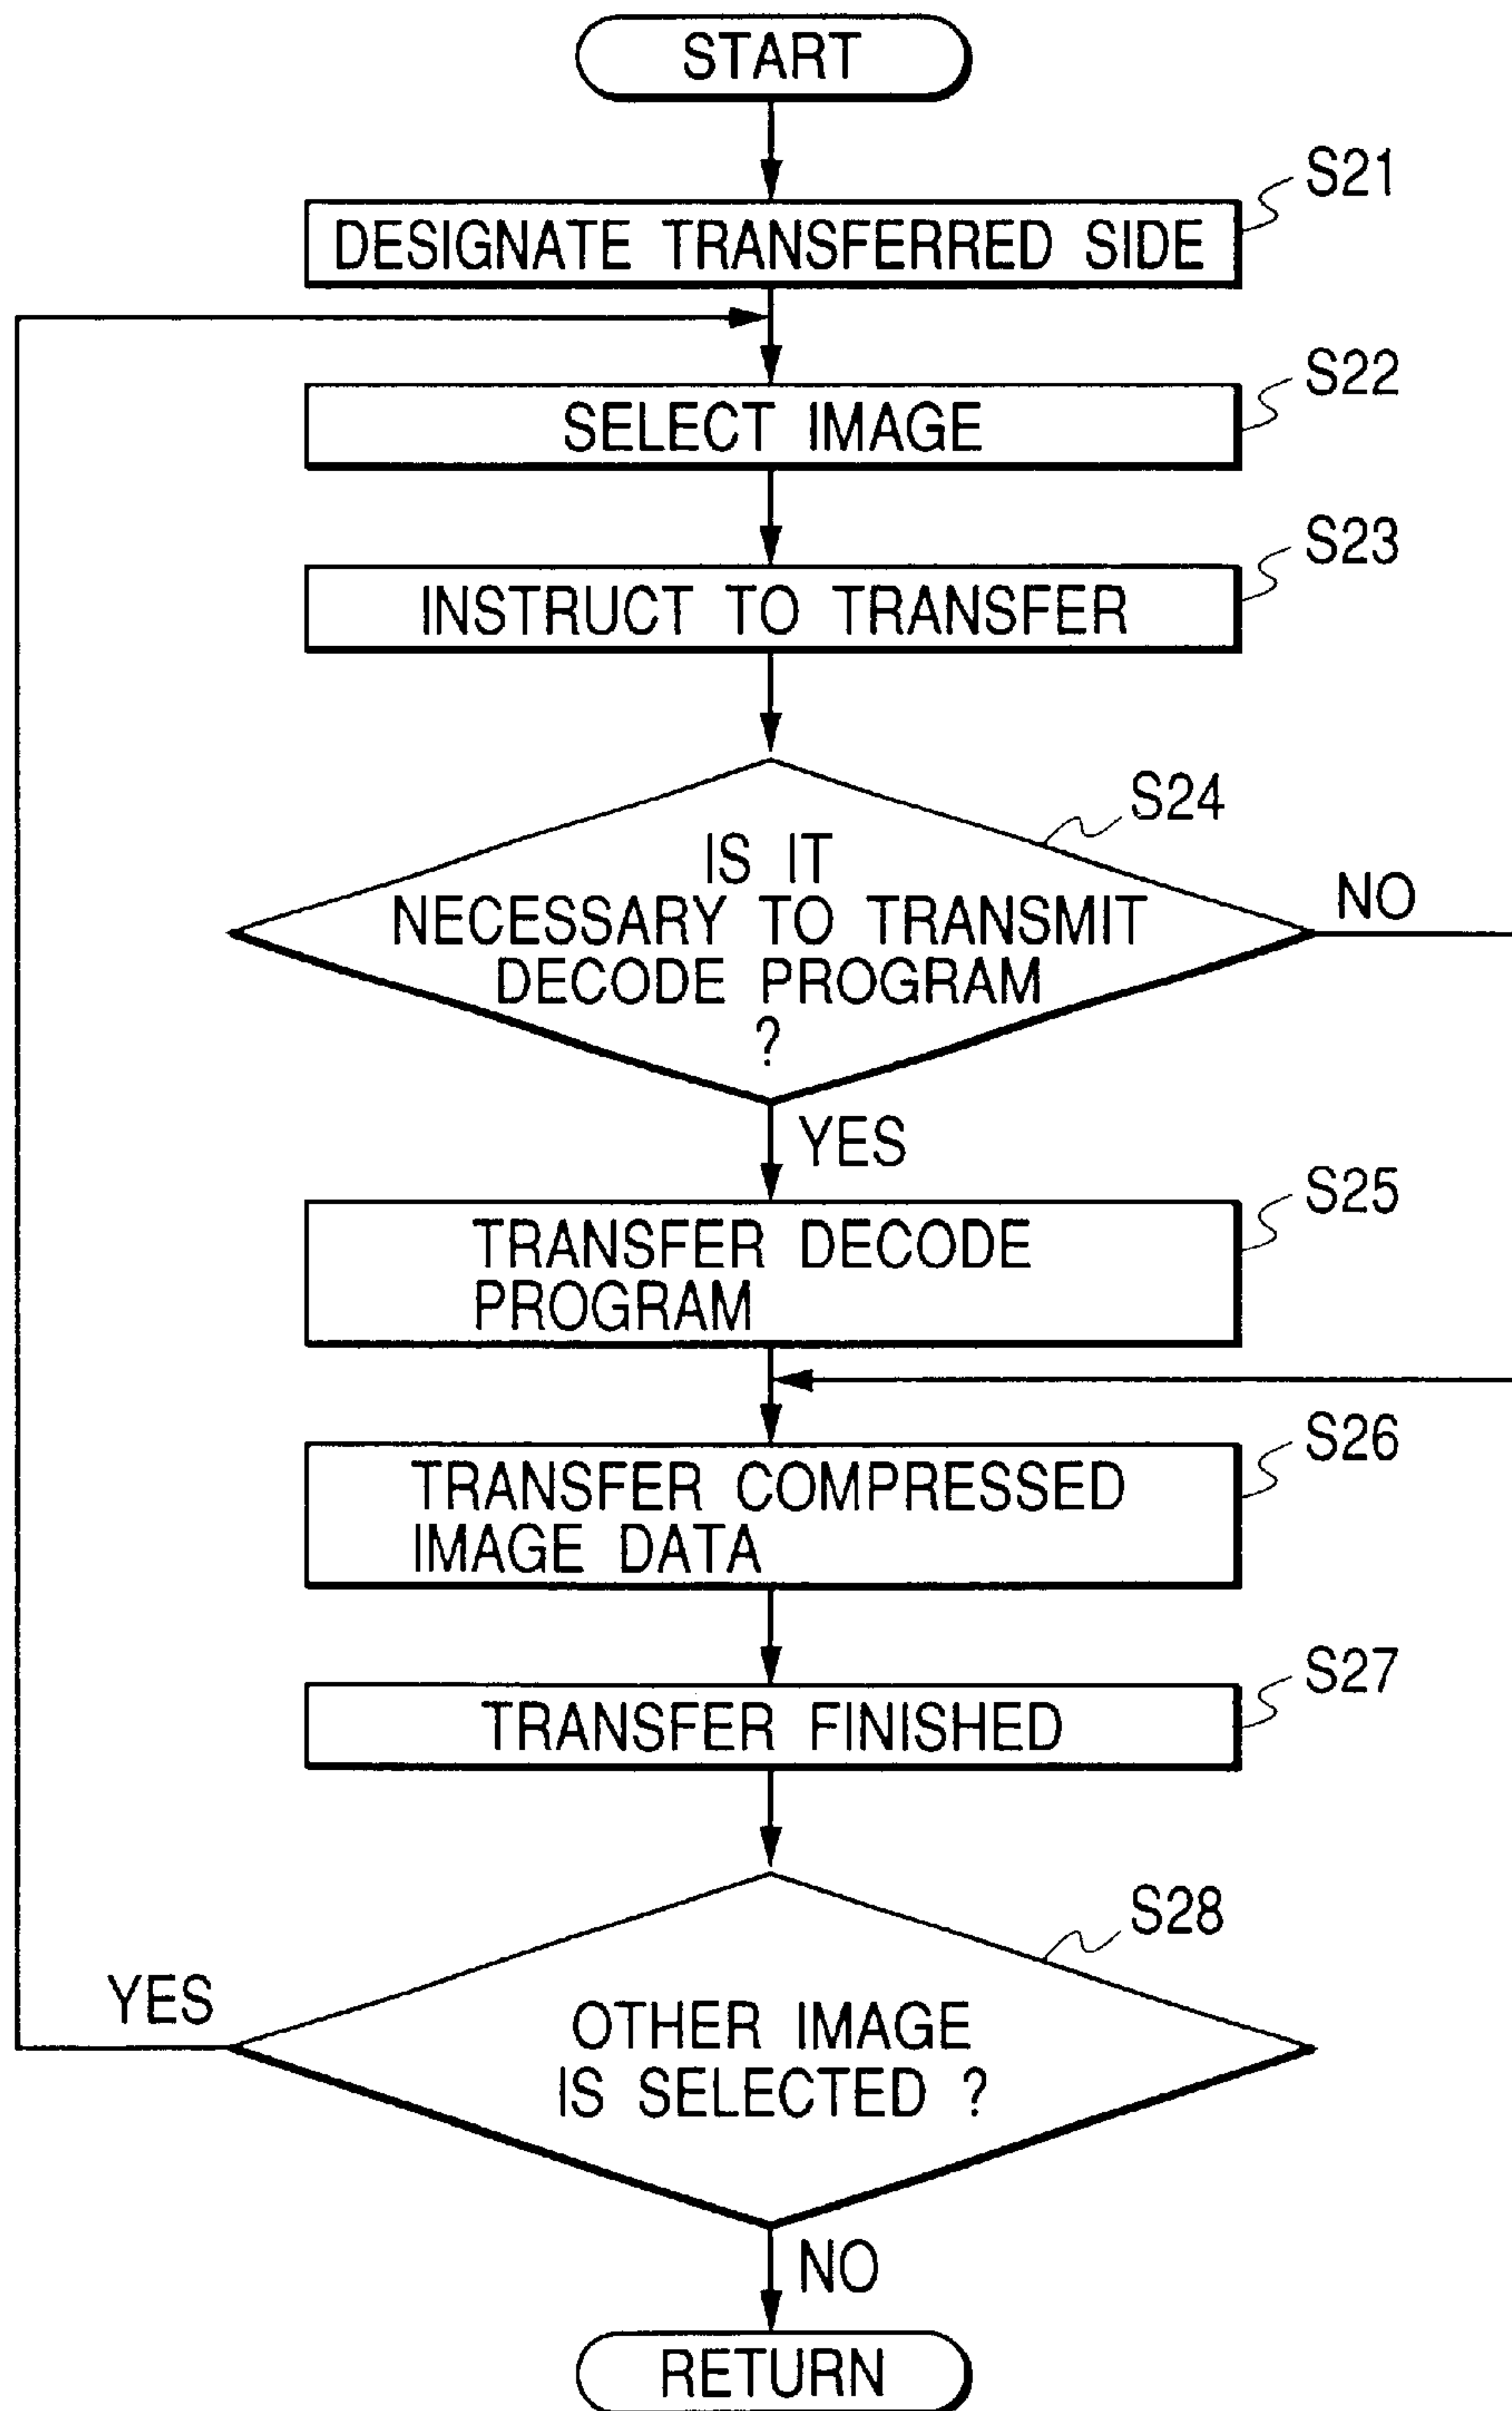 START
S21
DESIGNATE TRANSFERRED SIDE
S22
SELECT IMAGE
S23
INSTRUCT TO TRANSFER
S24
IS IT
NECESSARY TO TRANSMIT
DECODE PROGRAM
?
NO
YES
S25
TRANSFER DECODE
PROGRAM
S26
TRANSFER COMPRESSED
IMAGE DATA
S27
TRANSFER FINISHED
S28
YES
OTHER IMAGE
IS SELECTED ?
NO
RETURN